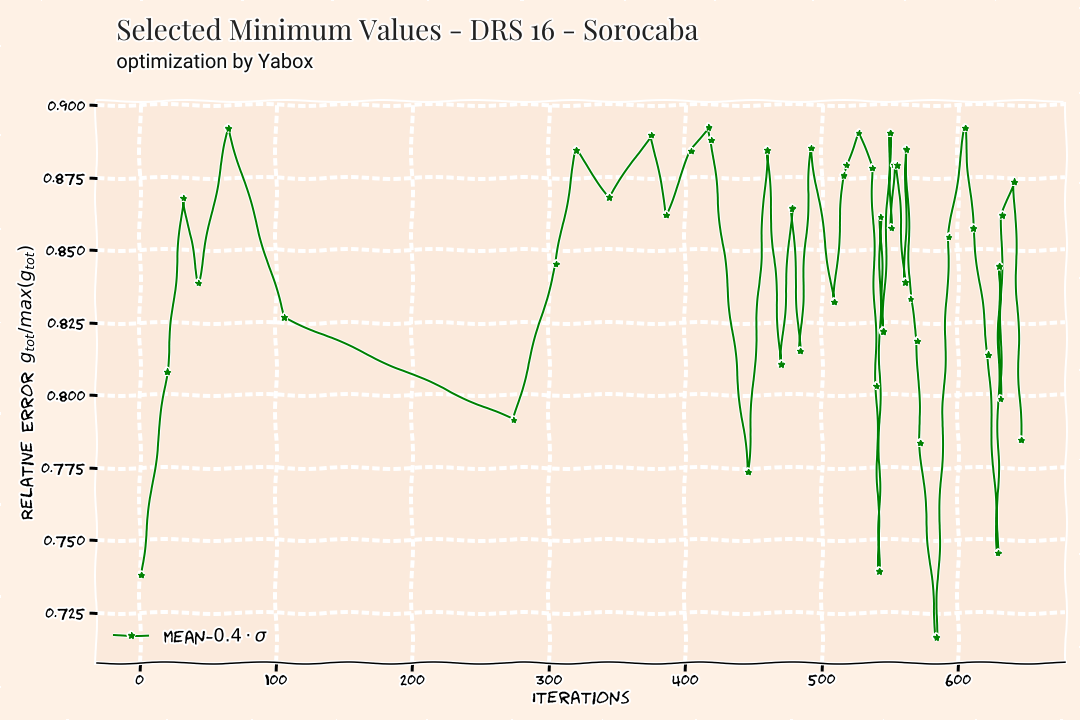 Selected Minimum Values - DRS 16 - Sorocaba
optimization by Yabox
0.900
0.875
0.850
0.825
0.800
0.775
0.750
0.725
RELATIVE ERROR g_tot/max(g_tot)
MEAN-0.4 · σ
0 100 200 300 400 500 600
ITERATIONS